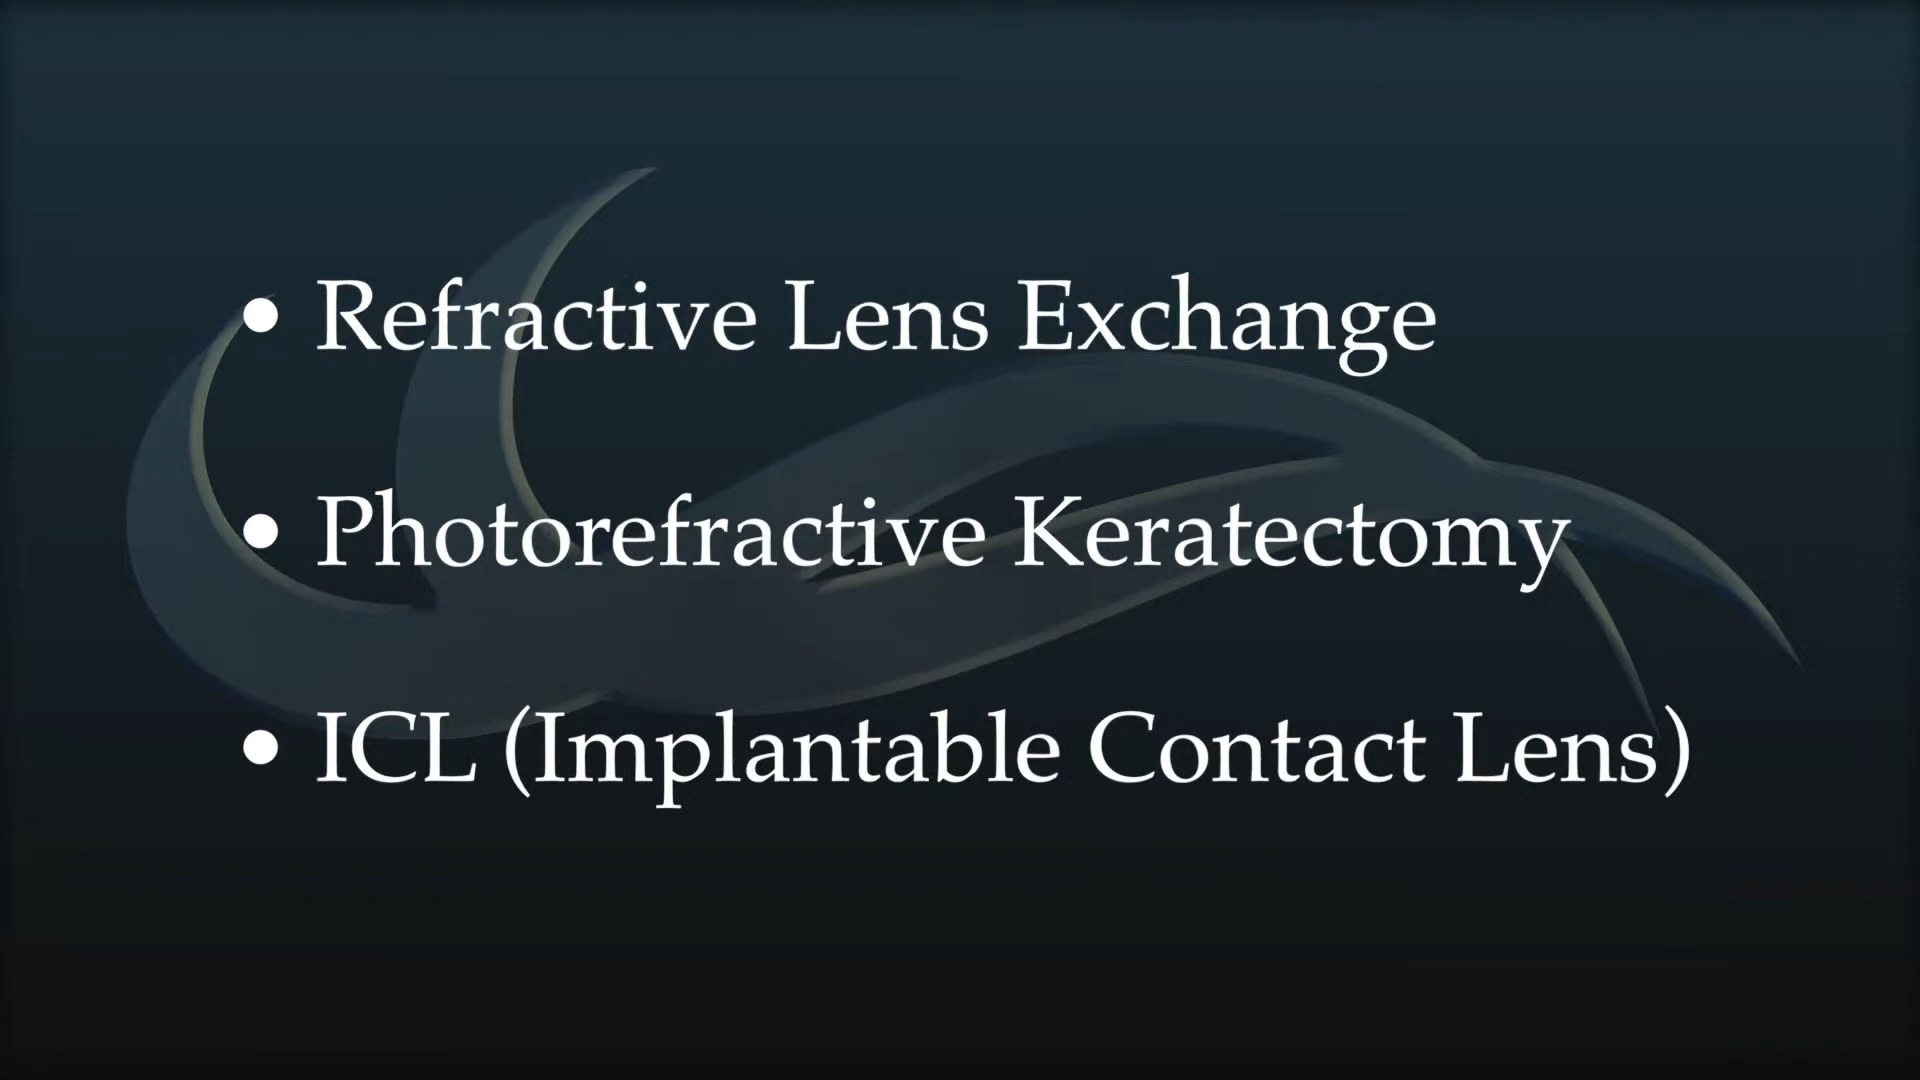 • Refractive Lens Exchange
• Photorefractive Keratectomy
• ICL (Implantable Contact Lens)